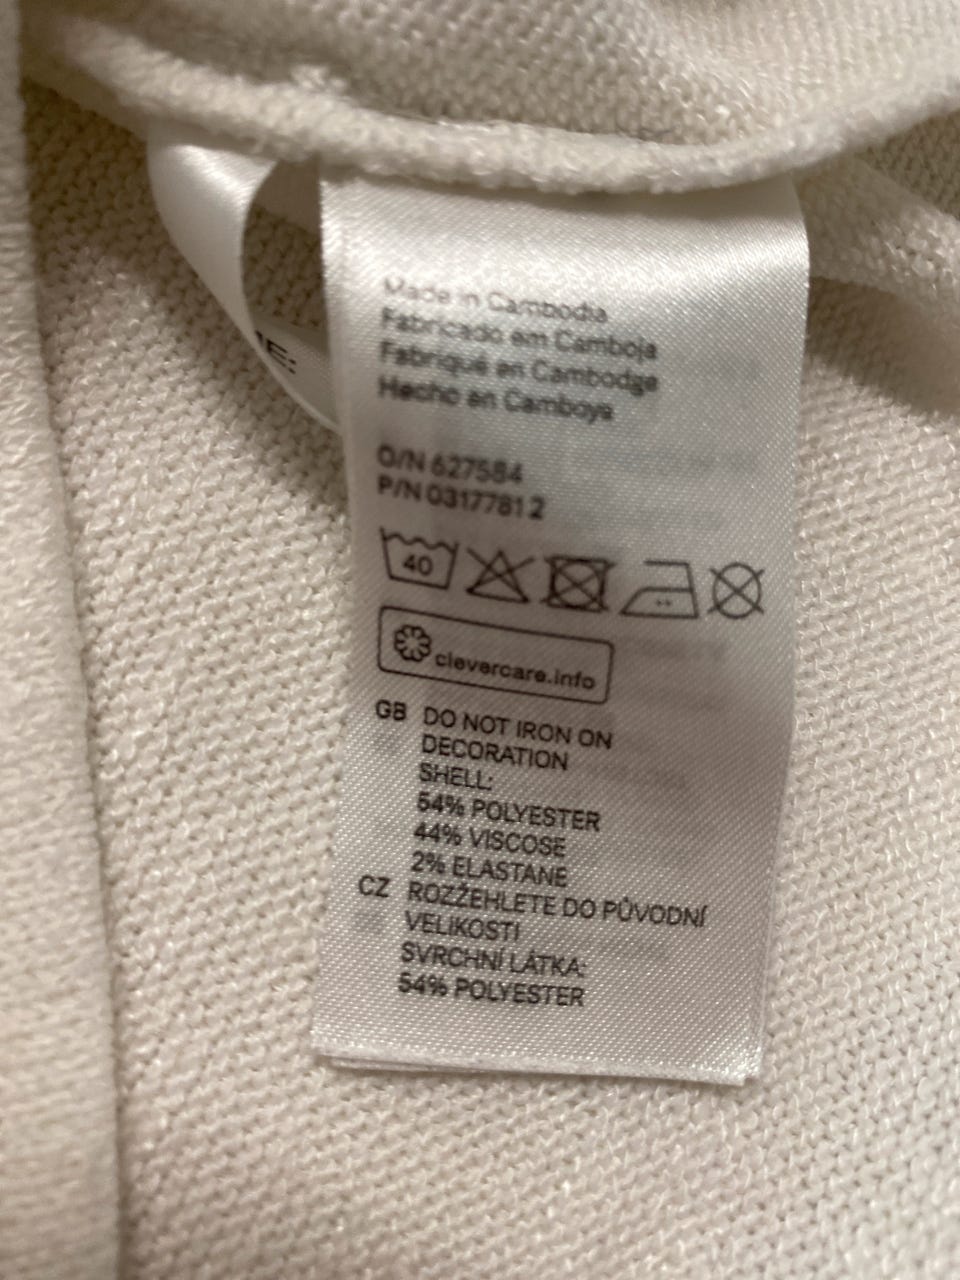 Made in Cambodia
Fabricado em Camboja
Fabriqué en Cambodge
Hecho en Camboya
O/N 627584
P/N 0317781 2
40
clevercare.info
GB DO NOT IRON ON
DECORATION
SHELL:
54% POLYESTER
44% VISCOSE
2% ELASTANE
CZ ROZŽEHLETE DO PŮVODNÍ
VELIKOSTI
SVRCHNÍ LÁTKA:
54% POLYESTER